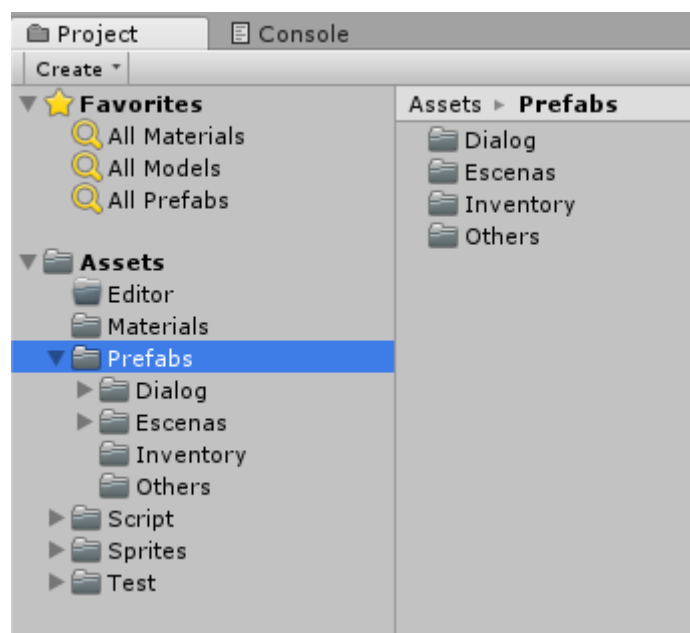 Project
Console
Create
Favorites
All Materials
All Models
All Prefabs
Assets
Editor
Materials
Prefabs
Dialog
Escenas
Inventory
Others
Script
Sprites
Test
Assets ▸ Prefabs
Dialog
Escenas
Inventory
Others